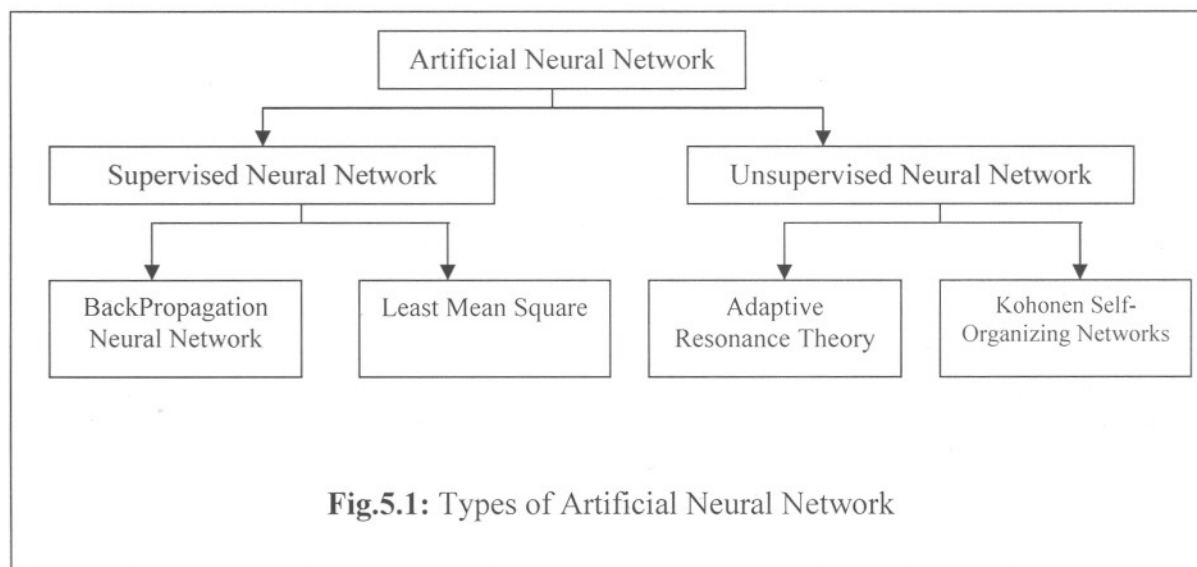 Artificial Neural Network
Supervised Neural Network
Unsupervised Neural Network
BackPropagation
Neural Network
Least Mean Square
Adaptive
Resonance Theory
Kohonen Self-
Organizing Networks
Fig.5.1: Types of Artificial Neural Network